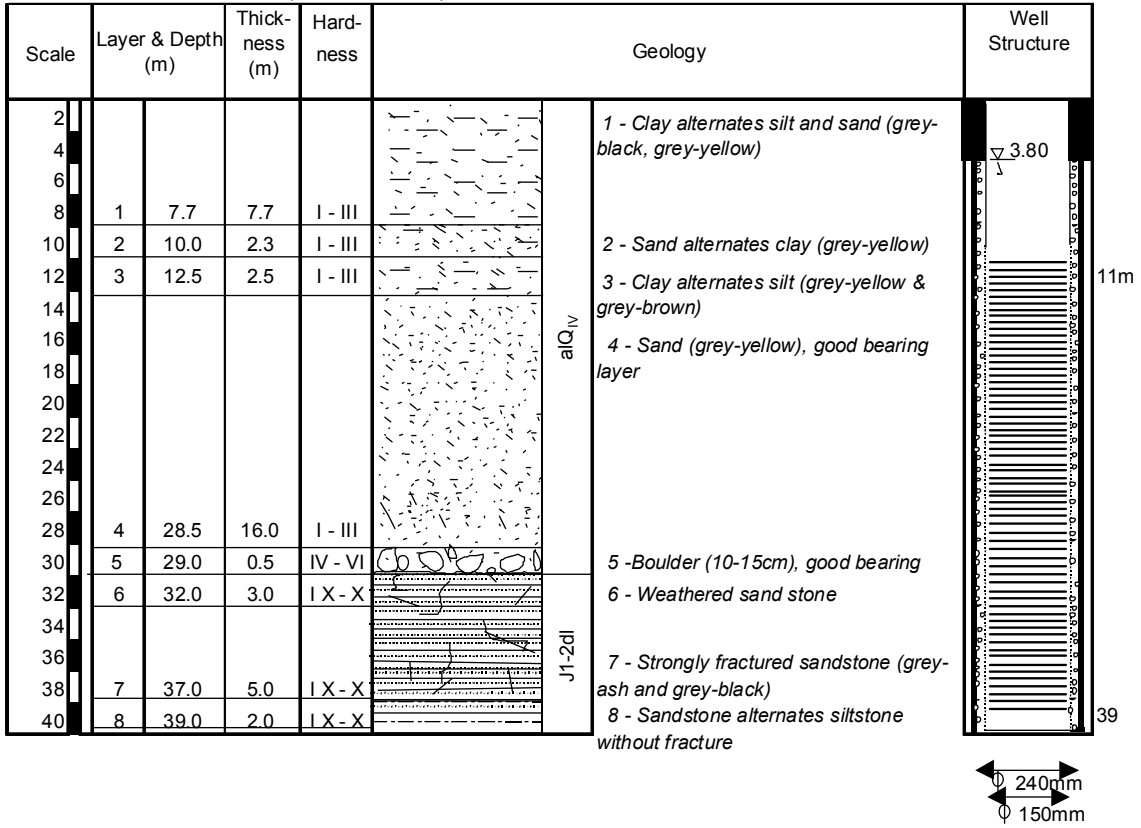 Scale
Layer & Depth
(m)
Thick-
ness
(m)
Hard-
ness
Geology
Well
Structure
2
4
6
8
10
12
14
16
18
20
22
24
26
28
30
32
34
36
38
40
1 7.7 7.7 I - III
2 10.0 2.3 I - III
3 12.5 2.5 I - III
4 28.5 16.0 I - III
5 29.0 0.5 IV - VI
6 32.0 3.0 I X - X
7 37.0 5.0 I X - X
8 39.0 2.0 I X - X
alQIV
J1-2dl
1 - Clay alternates silt and sand (grey-
black, grey-yellow)
2 - Sand alternates clay (grey-yellow)
3 - Clay alternates silt (grey-yellow &
grey-brown)
4 - Sand (grey-yellow), good bearing
layer
5 -Boulder (10-15cm), good bearing
6 - Weathered sand stone
7 - Strongly fractured sandstone (grey-
ash and grey-black)
8 - Sandstone alternates siltstone
without fracture
3.80
11m
39
ϕ 240mm
ϕ 150mm